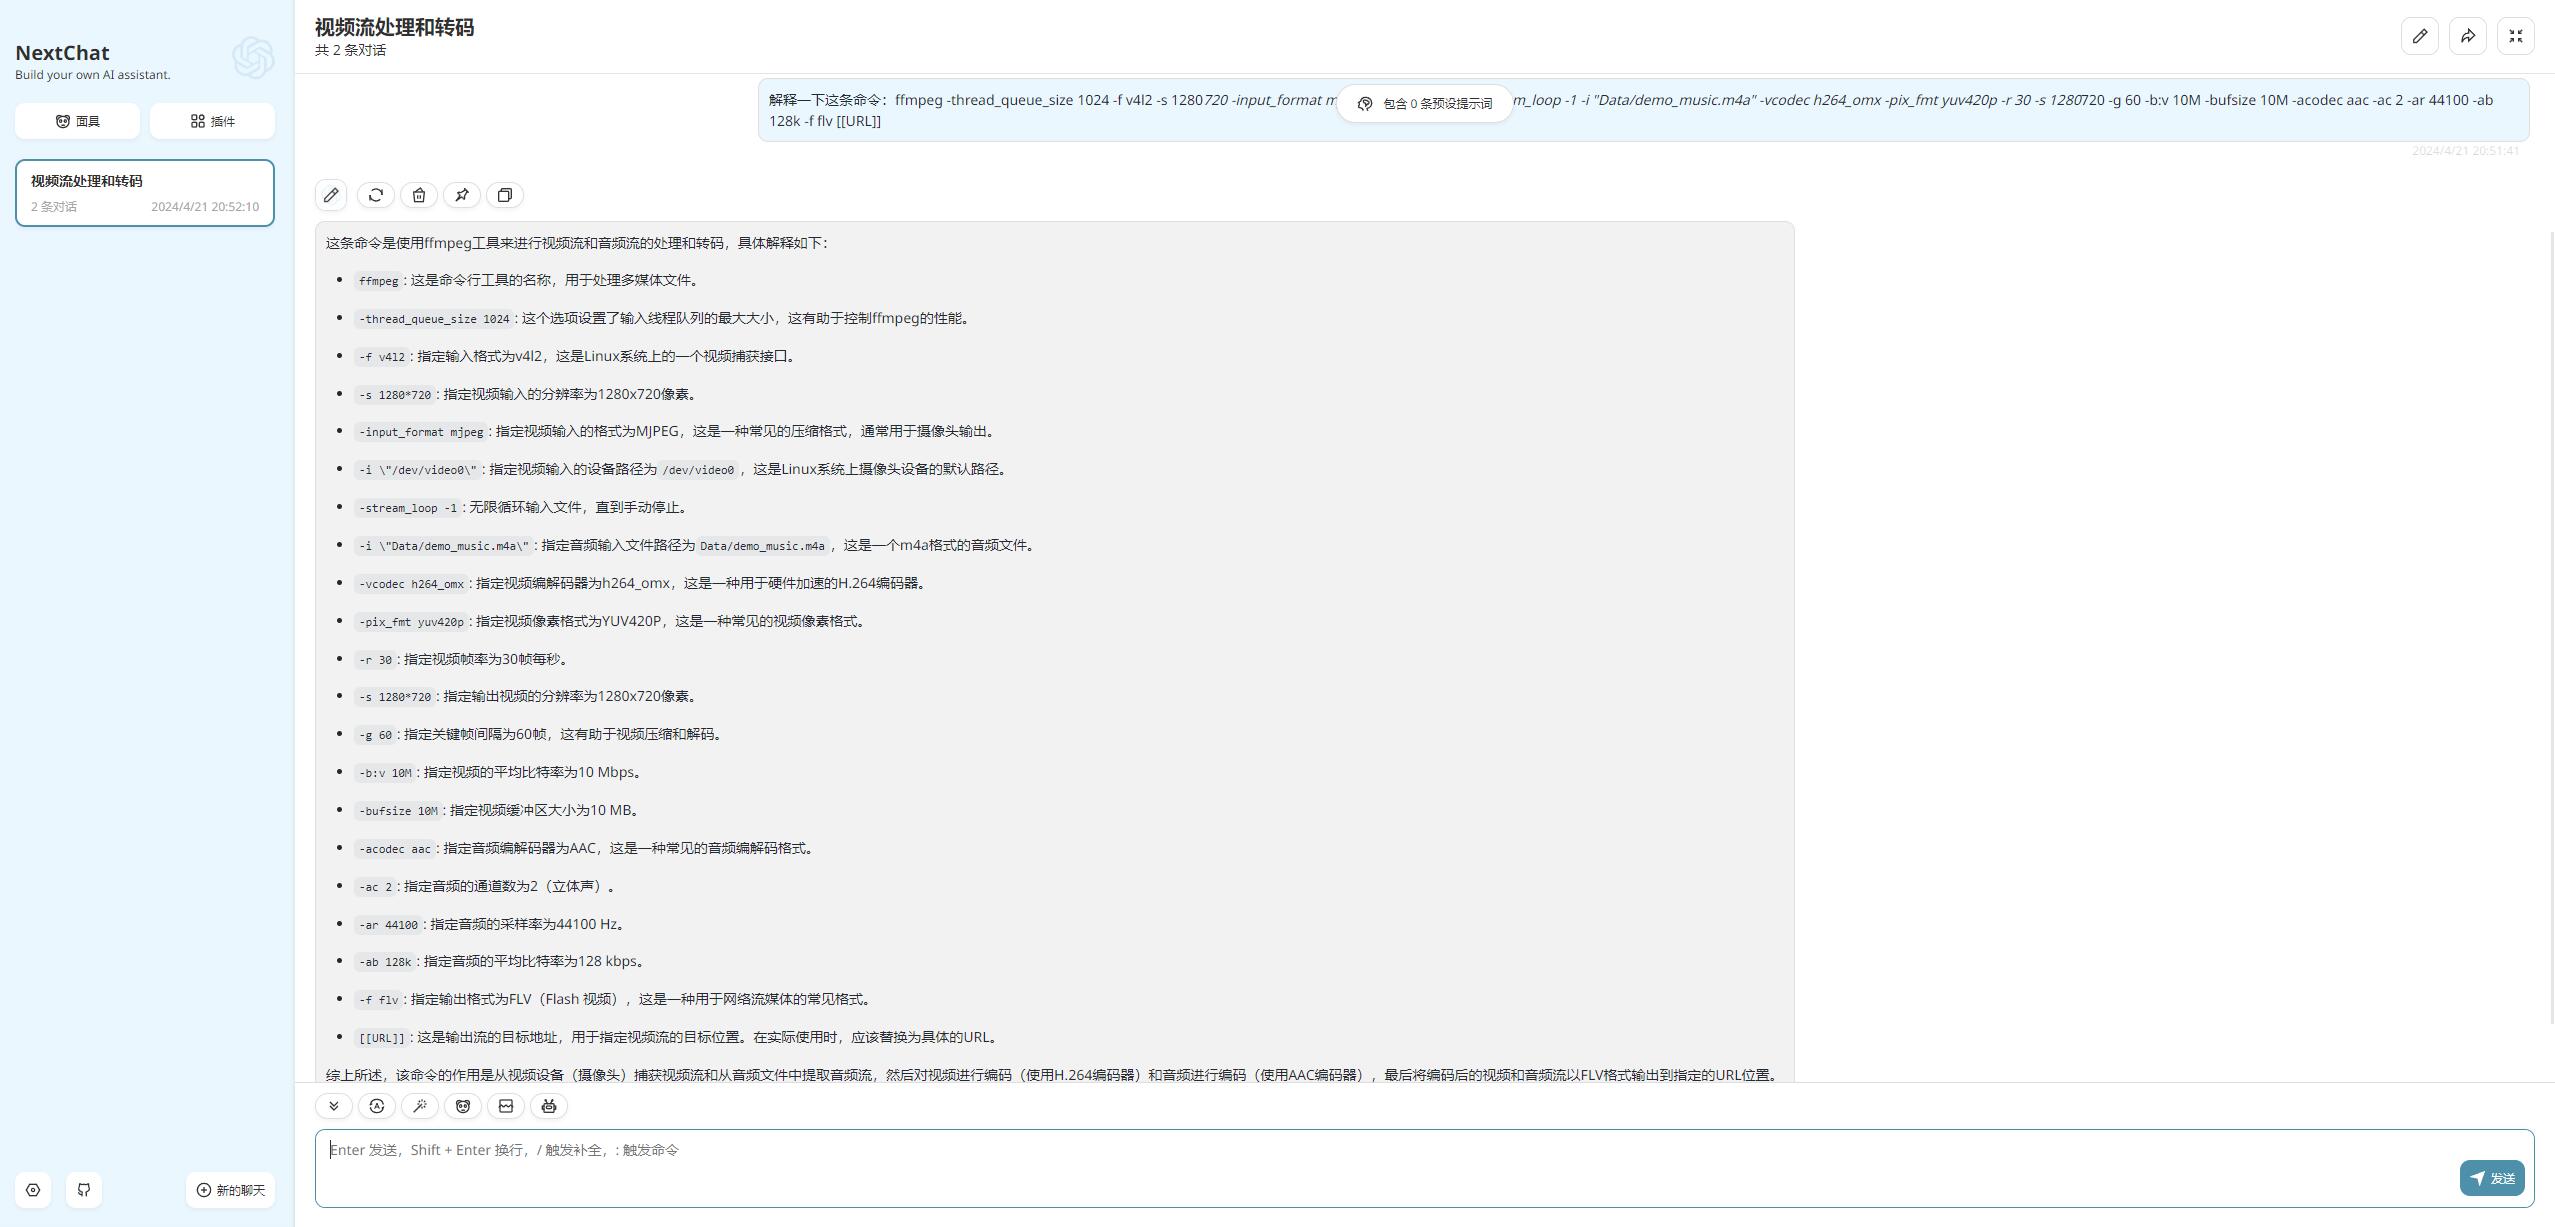 NextChat
Build your own AI assistant.
面具
插件
视频流处理和转码
2 条对话
2024/4/21 20:52:10
新的聊天
视频流处理和转码
共 2 条对话
解释一下这条命令：ffmpeg -thread_queue_size 1024 -f v4l2 -s 1280720 -input_format m
包含 0 条预设提示词
m_loop -1 -i "Data/demo_music.m4a" -vcodec h264_omx -pix_fmt yuv420p -r 30 -s 1280720 -g 60 -b:v 10M -bufsize 10M -acodec aac -ac 2 -ar 44100 -ab
128k -f flv [[URL]]
2024/4/21 20:51:41
这条命令是使用ffmpeg工具来进行视频流和音频流的处理和转码，具体解释如下：
ffmpeg: 这是命令行工具的名称，用于处理多媒体文件。
-thread_queue_size 1024: 这个选项设置了输入线程队列的最大大小，这有助于控制ffmpeg的性能。
-f v4l2: 指定输入格式为v4l2，这是Linux系统上的一个视频捕获接口。
-s 1280*720: 指定视频输入的分辨率为1280x720像素。
-input_format mjpeg: 指定视频输入的格式为MJPEG，这是一种常见的压缩格式，通常用于摄像头输出。
-i \"/dev/video0\": 指定视频输入的设备路径为/dev/video0，这是Linux系统上摄像头设备的默认路径。
-stream_loop -1: 无限循环输入文件，直到手动停止。
-i \"Data/demo_music.m4a\": 指定音频输入文件路径为Data/demo_music.m4a，这是一个m4a格式的音频文件。
-vcodec h264_omx: 指定视频编解码器为h264_omx，这是一种用于硬件加速的H.264编码器。
-pix_fmt yuv420p: 指定视频像素格式为YUV420P，这是一种常见的视频像素格式。
-r 30: 指定视频帧率为30帧每秒。
-s 1280*720: 指定输出视频的分辨率为1280x720像素。
-g 60: 指定关键帧间隔为60帧，这有助于视频压缩和解码。
-b:v 10M: 指定视频的平均比特率为10 Mbps。
-bufsize 10M: 指定视频缓冲区大小为10 MB。
-acodec aac: 指定音频编解码器为AAC，这是一种常见的音频编解码格式。
-ac 2: 指定音频的通道数为2（立体声）。
-ar 44100: 指定音频的采样率为44100 Hz。
-ab 128k: 指定音频的平均比特率为128 kbps。
-f flv: 指定输出格式为FLV（Flash 视频），这是一种用于网络流媒体的常见格式。
[[URL]]: 这是输出流的目标地址，用于指定视频流的目标位置。在实际使用时，应该替换为具体的URL。
综上所述，该命令的作用是从视频设备（摄像头）捕获视频流和从音频文件中提取音频流，然后对视频进行编码（使用H.264编码器）和音频进行编码（使用AAC编码器），最后将编码后的视频和音频流以FLV格式输出到指定的URL位置。
Enter 发送，Shift + Enter 换行，/ 触发补全，: 触发命令
发送